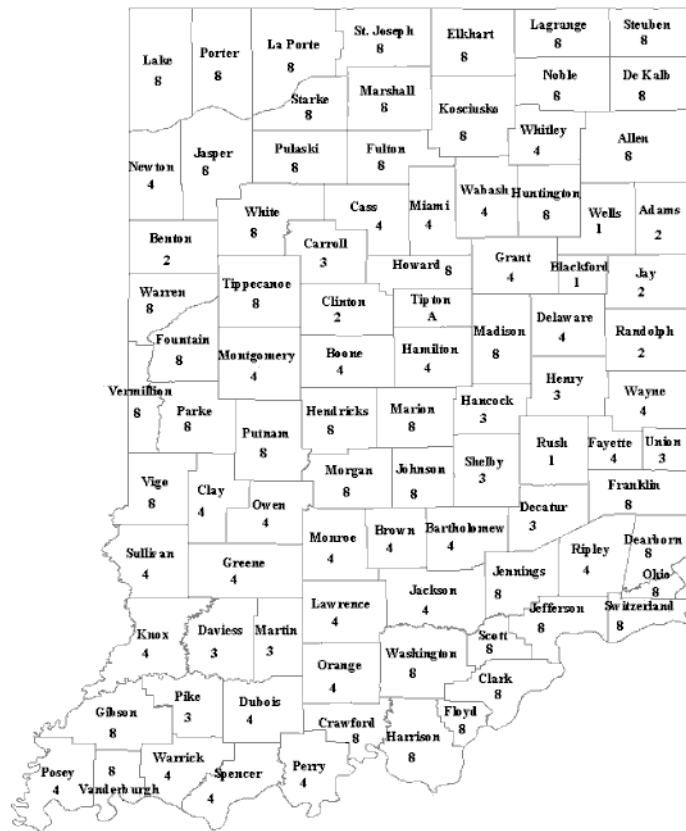 Lake
8
Porter
8
La Porte
8
St. Joseph
8
Elkhart
8
Lagrange
8
Steuben
8
Noble
8
De Kalb
8
Starke
8
Marshall
8
Kosciusko
8
Whitley
4
Allen
8
Newton
4
Jasper
8
Pulaski
8
Fulton
8
White
8
Cass
4
Miami
4
Wabash
4
Huntington
8
Wells
1
Adams
2
Benton
2
Carroll
3
Howard 8
Grant
4
Blackford
1
Jay
2
Warren
8
Tippecanoe
8
Clinton
2
Tipton
A
Madison
8
Delaware
4
Randolph
2
Fountain
8
Montgomery
4
Boone
4
Hamilton
4
Henry
3
Wayne
4
Vermillion
8
Parke
8
Putnam
8
Hendricks
8
Marion
8
Hancock
3
Rush
1
Fayette
4
Union
3
Vigo
8
Clay
4
Owen
4
Morgan
8
Johnson
8
Shelby
3
Franklin
8
Decatur
3
Sullivan
4
Greene
4
Monroe
4
Brown
4
Bartholomew
4
Jennings
8
Ripley
4
Dearborn
8
Ohio
8
Knox
4
Daviess
3
Martin
3
Lawrence
4
Jackson
4
Jefferson
8
Switzerland
8
Orange
4
Washington
8
Scott
8
Clark
8
Gibson
8
Pike
3
Dubois
4
Crawford
8
Harrison
8
Floyd
8
Posey
4
8
Vanderburgh
Warrick
4
Spencer
4
Perry
4